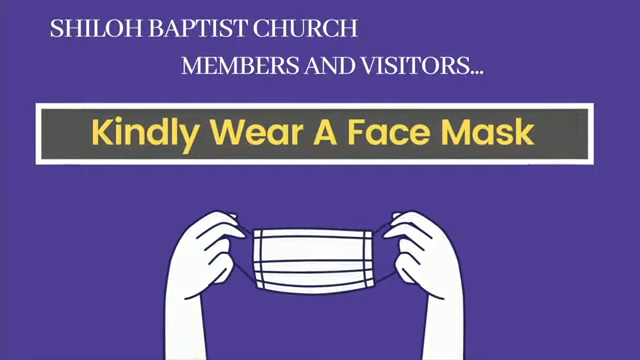 SHILOH BAPTIST CHURCH
MEMBERS AND VISITORS...
Kindly Wear A Face Mask